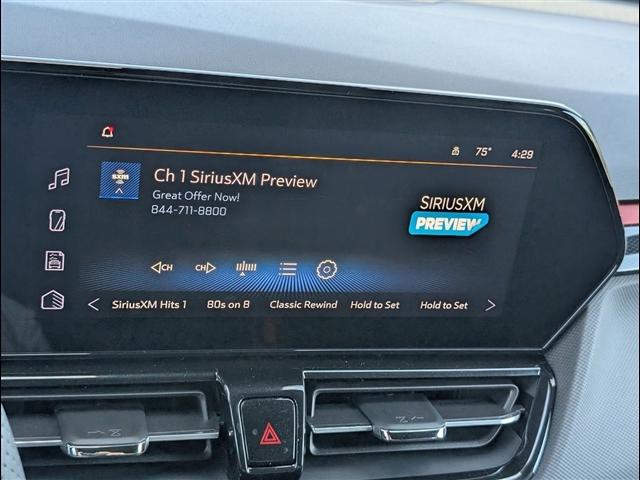 75° 4:29
sxm
Ch 1 SiriusXM Preview
Great Offer Now!
844-711-8800
SIRIUSXM
PREVIEW
CH CH
SiriusXM Hits 1 80s on 8 Classic Rewind Hold to Set Hold to Set